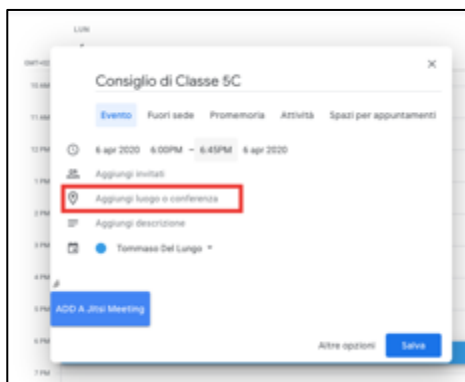 LUN
GMT+02
Consiglio di Classe 5C
10 AM
11 AM
Evento Fuori sede Promemoria Attività Spazi per appuntamenti
12 PM
6 apr 2020 6:00PM – 6:45PM 6 apr 2020
Aggiungi invitati
1 PM
Aggiungi luogo o conferenza
2 PM
Aggiungi descrizione
3 PM
Tommaso Del Lungo
4 PM
5 PM
ADD A Jitsi Meeting
6 PM
Altre opzioni Salva
7 PM